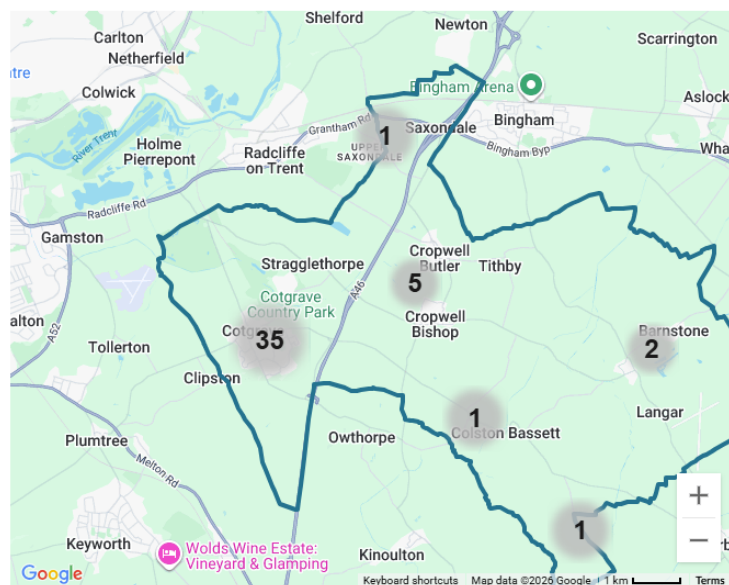 Shelford
Newton
Carlton
Netherfield
Scarrington
Colwick
Bingham Arena
Aslock
Grantham Rd
1
Saxondale
Bingham
UPPER
SAXONDALE
River Trent
Holme
Pierrepont
Radcliffe
on Trent
Bingham Byp
Wha
Radcliffe Rd
Gamston
Stragglethorpe
A46
Cropwell
Butler
Tithby
5
Cotgrave
Country Park
Cropwell
Bishop
alton
A52
Tollerton
Cotgrave
35
Barnstone
2
Clipston
Langar
1
Colston Bassett
Owthorpe
Plumtree
Melton Rd
+
−
1
Keyworth
Wolds Wine Estate:
Vineyard & Glamping
Kinoulton
Google
Keyboard shortcuts Map data ©2026 Google 1 km Terms